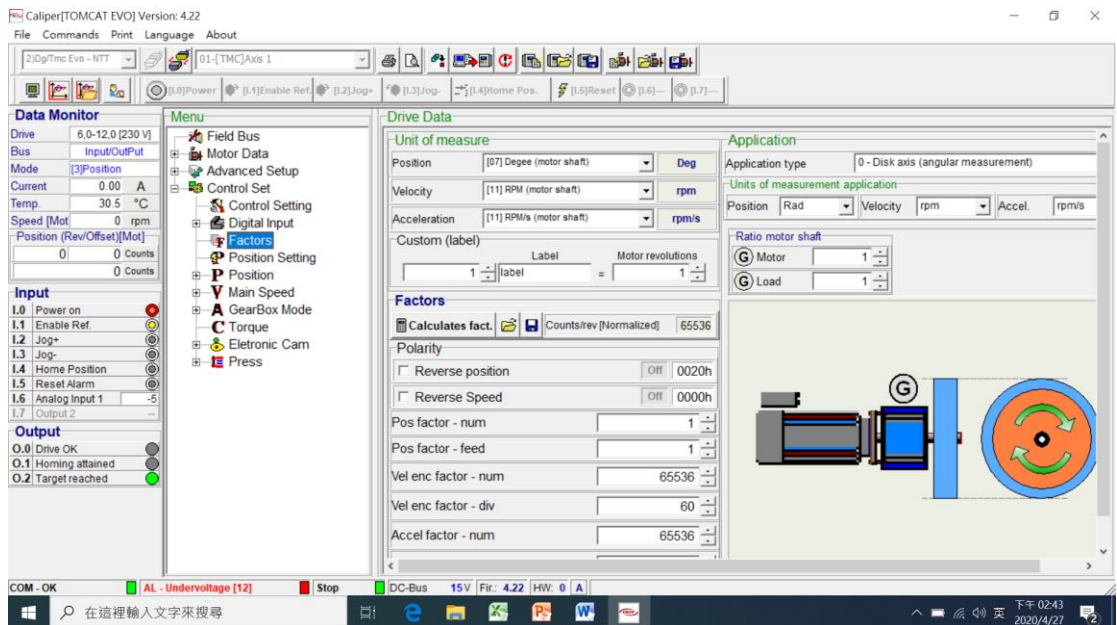 Caliper[TOMCAT EVO] Version: 4.22
File Commands Print Language About
2)Dg/Tmc Evo - NTT 01-[TMC]Axis 1
[I.0]Power [I.1]Enable Ref. [I.2]Jog+ [I.3]Jog- [I.4]Home Pos. [I.5]Reset [I.6]--- [I.7]---
Data Monitor
Drive 6,0-12,0 [230 V]
Bus Input/OutPut
Mode [3]Position
Current 0.00 A
Temp. 30.5 °C
Speed [Mot 0 rpm
Position (Rev/Offset)[Mot]
0 0 Counts
0 Counts
Input
I.0 Power on
I.1 Enable Ref.
I.2 Jog+
I.3 Jog-
I.4 Home Position
I.5 Reset Alarm
I.6 Analog Input 1 -5
I.7 Output 2 ---
Output
O.0 Drive OK
O.1 Homing attained
O.2 Target reached
Menu
Field Bus
Motor Data
Advanced Setup
Control Set
Control Setting
Digital Input
Factors
Position Setting
P Position
V Main Speed
A GearBox Mode
C Torque
Eletronic Cam
Press
Drive Data
Unit of measure
Position [07] Degee (motor shaft) Deg
Velocity [11] RPM (motor shaft) rpm
Acceleration [11] RPM/s (motor shaft) rpm/s
Custom (label)
Label Motor revolutions
1 label = 1
Factors
Calculates fact. Counts/rev [Normalized] 65536
Polarity
Reverse position Off 0020h
Reverse Speed Off 0000h
Pos factor - num 1
Pos factor - feed 1
Vel enc factor - num 65536
Vel enc factor - div 60
Accel factor - num 65536
Application
Application type 0 - Disk axis (angular measurement)
Units of measurement application
Position Rad Velocity rpm Accel. rpm/s
Ratio motor shaft
G Motor 1
G Load 1
G
COM - OK AL - Undervoltage [12] Stop DC-Bus 15 V Fir.: 4.22 HW: 0 A
在這裡輸入文字來搜尋
英
下午 02:43
2020/4/27
2